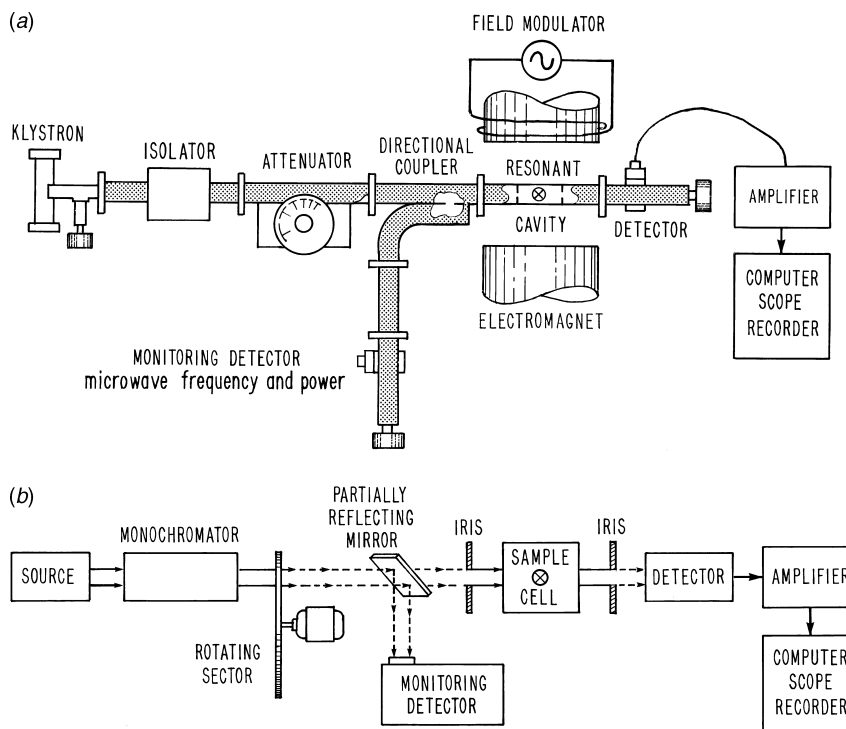 (a)
FIELD MODULATOR
KLYSTRON
ISOLATOR
ATTENUATOR
DIRECTIONAL
COUPLER
RESONANT
CAVITY
DETECTOR
AMPLIFIER
COMPUTER
SCOPE
RECORDER
ELECTROMAGNET
MONITORING DETECTOR
microwave frequency and power
(b)
SOURCE
MONOCHROMATOR
ROTATING
SECTOR
PARTIALLY
REFLECTING
MIRROR
MONITORING
DETECTOR
IRIS
SAMPLE
CELL
IRIS
DETECTOR
AMPLIFIER
COMPUTER
SCOPE
RECORDER